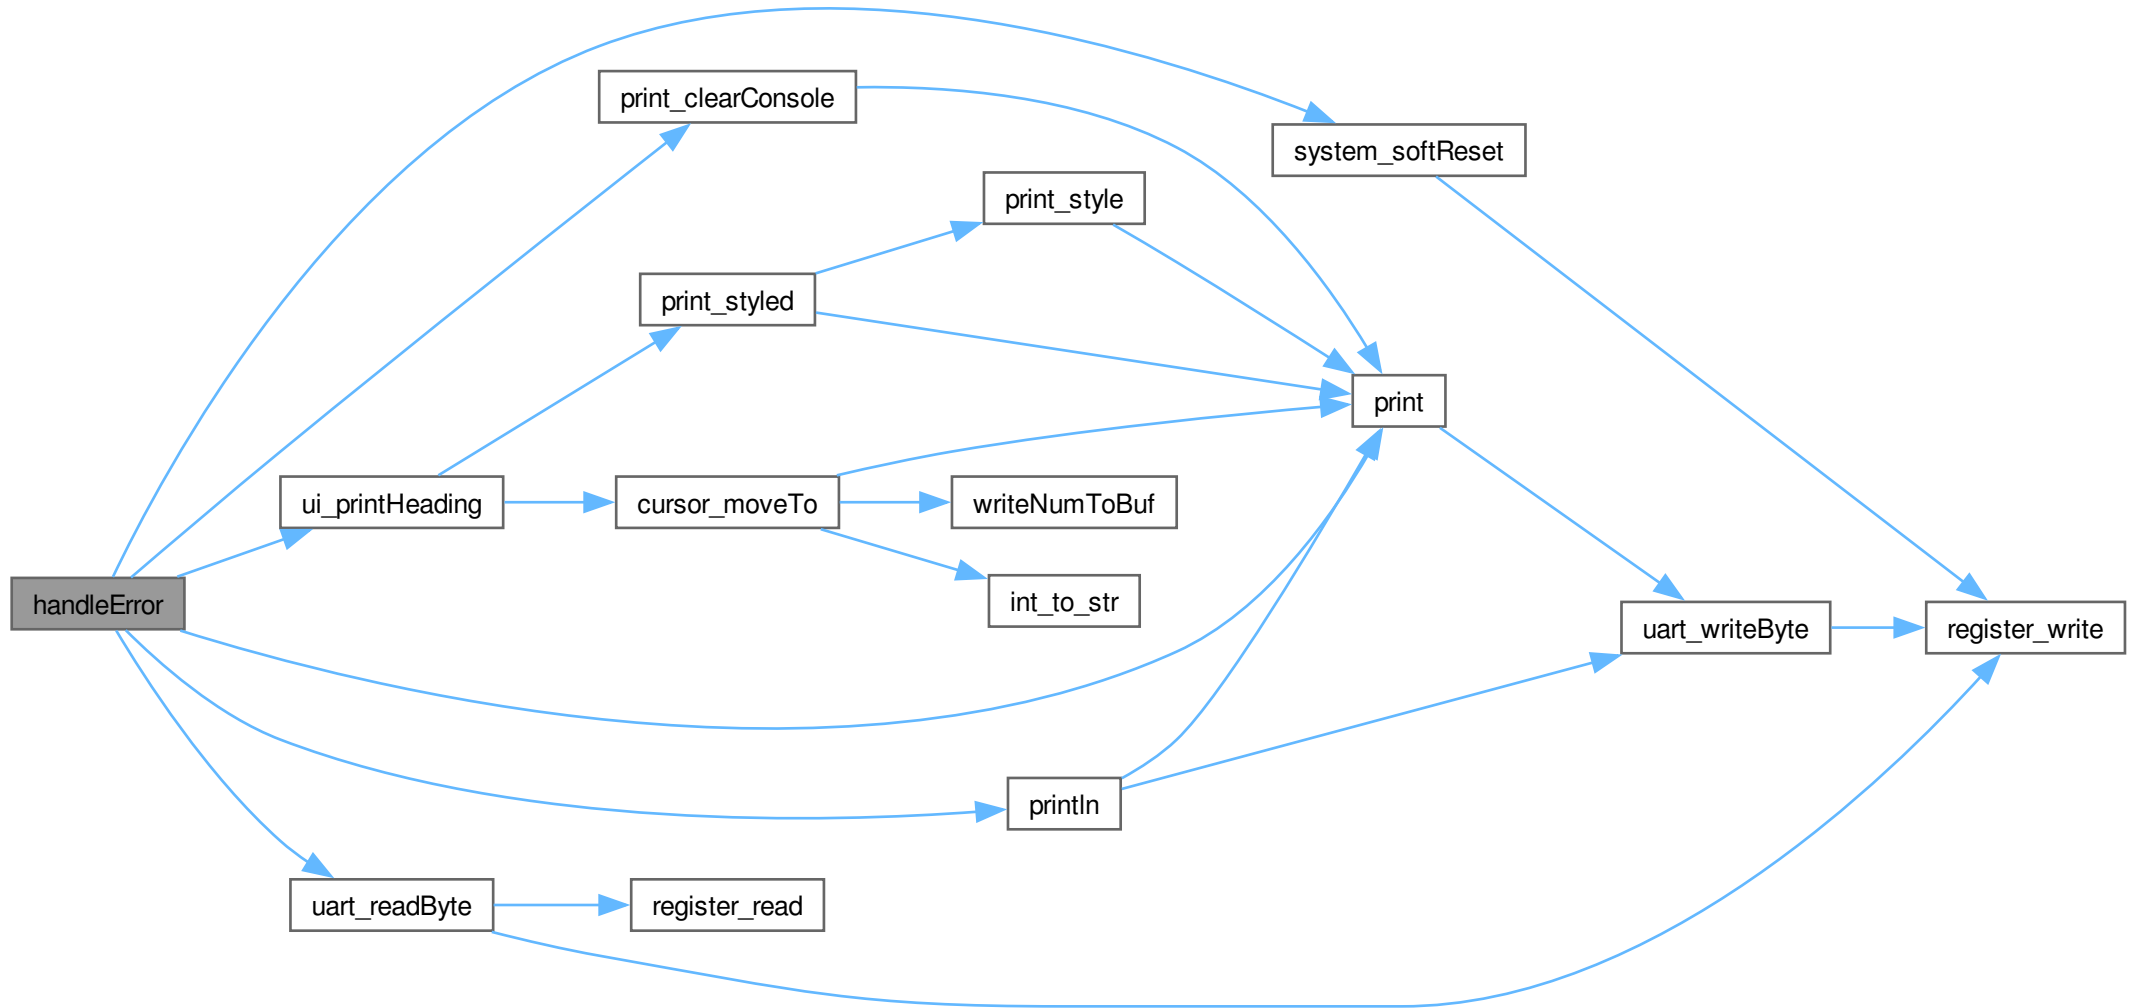 print_clearConsole
system_softReset
print_style
print_styled
print
ui_printHeading
cursor_moveTo
writeNumToBuf
handleError
int_to_str
uart_writeByte
register_write
println
uart_readByte
register_read